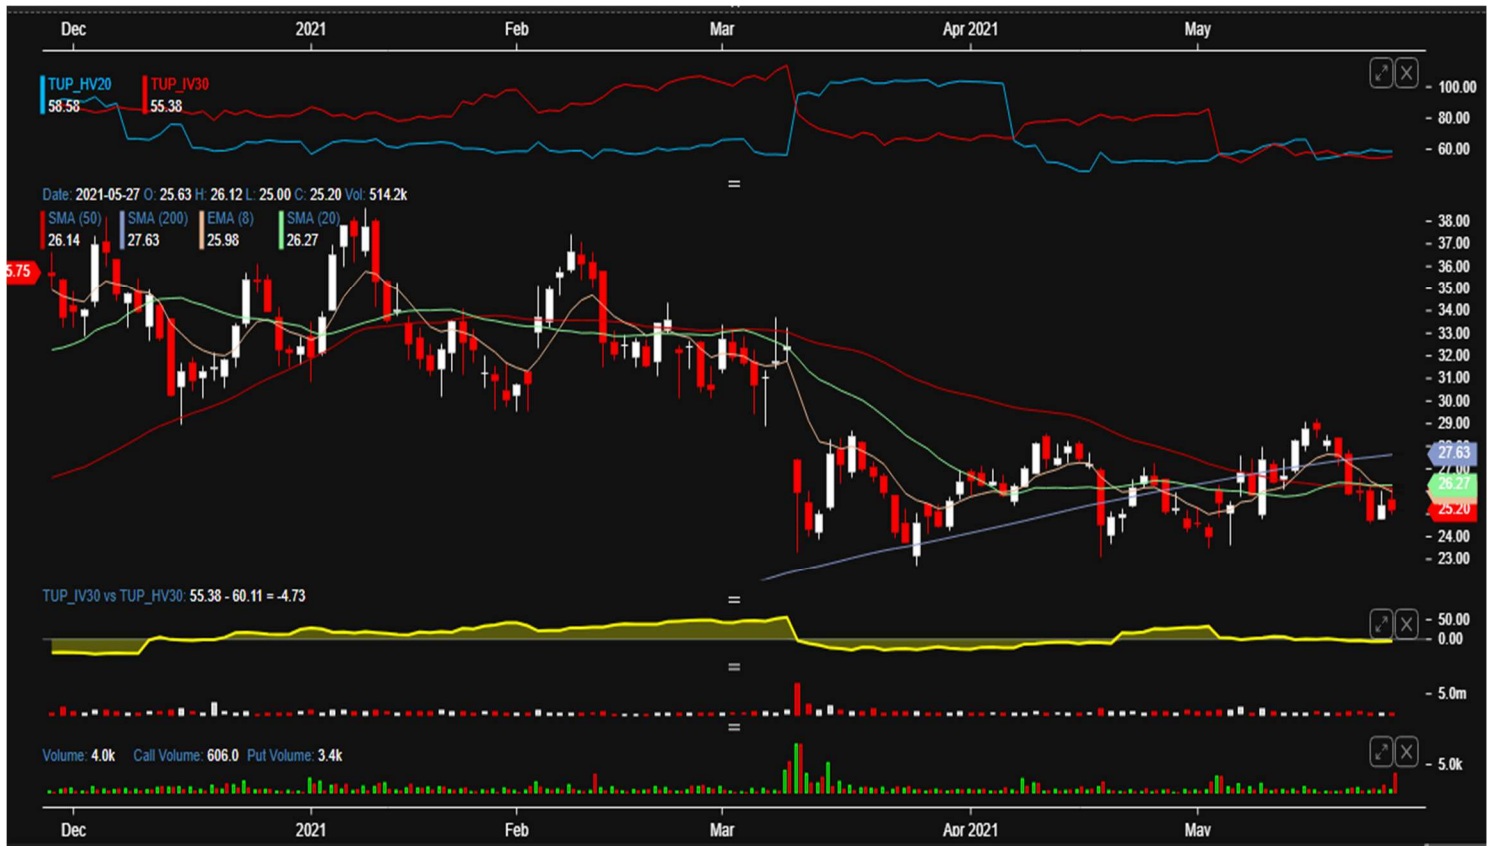 Dec 2021 Feb Mar Apr 2021 May
TUP_HV20 TUP_IV30
58.58 55.38
100.00
80.00
60.00
Date: 2021-05-27 O: 25.63 H: 26.12 L: 25.00 C: 25.20 Vol: 514.2k
SMA (50) SMA (200) EMA (8) SMA (20)
26.14 27.63 25.98 26.27
5.75
38.00
37.00
36.00
35.00
34.00
33.00
32.00
31.00
30.00
29.00
27.63
27.00
26.27
25.20
24.00
23.00
TUP_IV30 vs TUP_HV30: 55.38 - 60.11 = -4.73
50.00
0.00
5.0m
Volume: 4.0k Call Volume: 606.0 Put Volume: 3.4k
5.0k
Dec 2021 Feb Mar Apr 2021 May